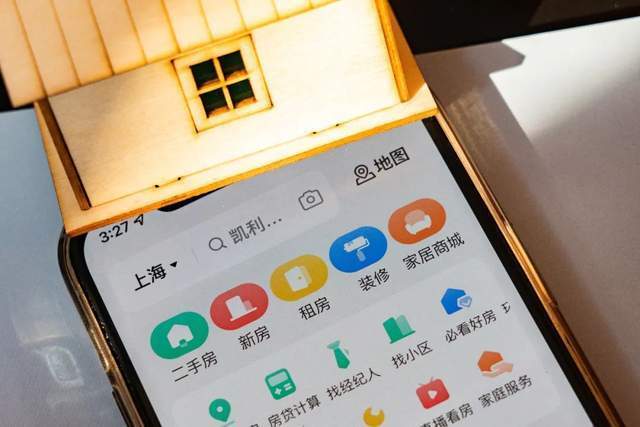 3:27
地图
上海
凯利...
二手房
新房
租房
装修
家居商城
房贷计算
找经纪人
找小区
必看好房
直播看房
家庭服务